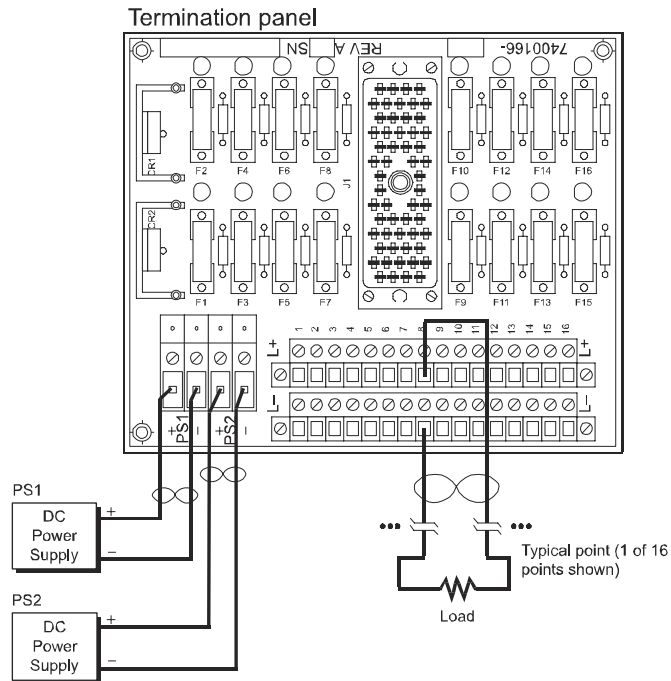 Termination panel
SN REV A 7400166-
CR1
F2 F4 F6 F8
J1
F10 F12 F14 F16
CR2
F1 F3 F5 F7
F9 F11 F13 F15
1 2 3 4 5 6 7 8 9 10 11 12 13 14 15 16
L+ L+
L- L-
+ PS1 - + PS2 -
PS1
DC
Power
Supply
+
−
PS2
DC
Power
Supply
+
−
••• •••
Typical point (1 of 16
points shown)
Load